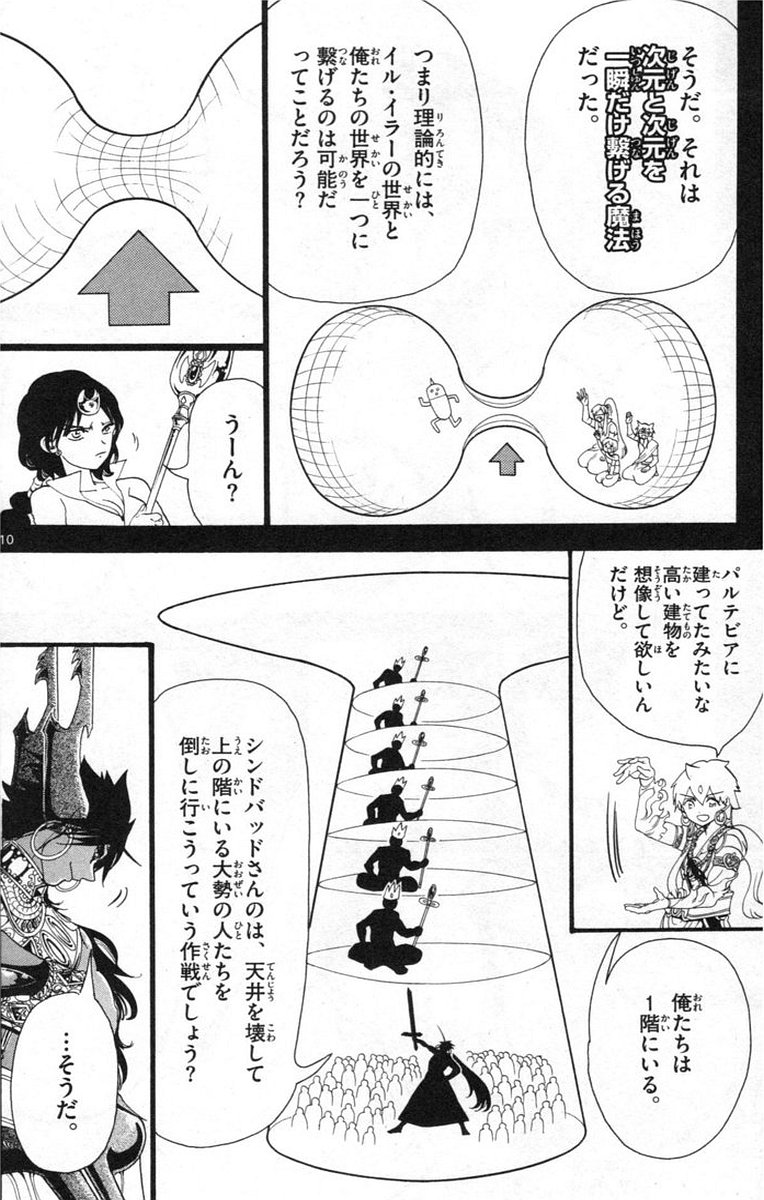 そうだ。それは
次元と次元を
一瞬だけ繋げる魔法
だった。
つまり理論的には、
イル・イラーの世界と
俺たちの世界を一つに
繋げるのは可能だ
ってことだろう?
うーん?
10
パルテビアに
建ってたみたいな
高い建物を
想像して欲しいん
だけど。
俺たちは
1階にいる。
シンドバッドさんのは、天井を壊して
上の階にいる大勢の人たちを
倒しに行こうっていう作戦でしょう?
…そうだ。